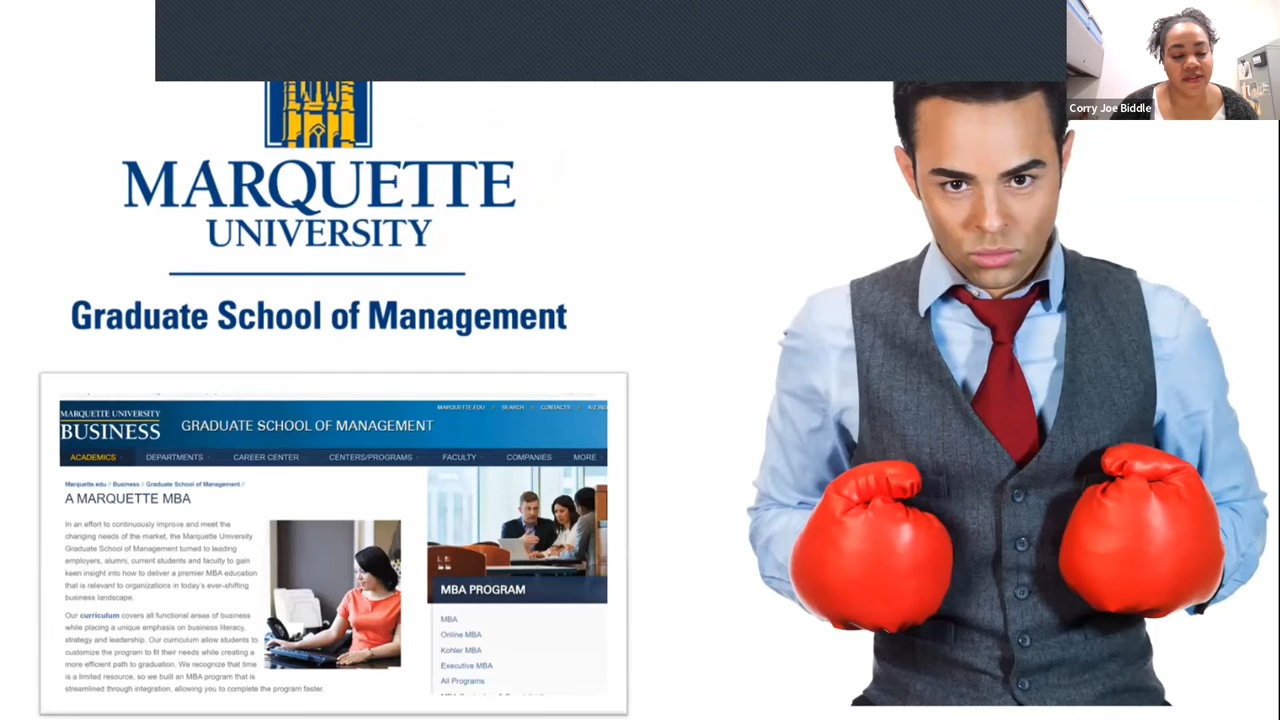 Corry Joe Biddle
MARQUETTE
UNIVERSITY
Graduate School of Management
MARQUETTE UNIVERSITY
BUSINESS
GRADUATE SCHOOL OF MANAGEMENT
MARQUETTE.EDU // SEARCH // CONTACTS // A-Z IND
ACADEMICS DEPARTMENTS CAREER CENTER CENTERS/PROGRAMS FACULTY COMPANIES MORE
Marquette.edu // Business // Graduate School of Management //
A MARQUETTE MBA
In an effort to continuously improve and meet the
changing needs of the market, the Marquette University
Graduate School of Management turned to leading
employers, alumni, current students and faculty to gain
keen insight into how to deliver a premier MBA education
that is relevant to organizations in today's ever-shifting
business landscape.
Our curriculum covers all functional areas of business
while placing a unique emphasis on business literacy,
strategy and leadership. Our curriculum allow students to
customize the program to fit their needs while creating a
more efficient path to graduation. We recognize that time
is a limited resource, so we built an MBA program that is
streamlined through integration, allowing you to complete the program faster.
MBA PROGRAM
MBA
Online MBA
Kohler MBA
Executive MBA
All Programs